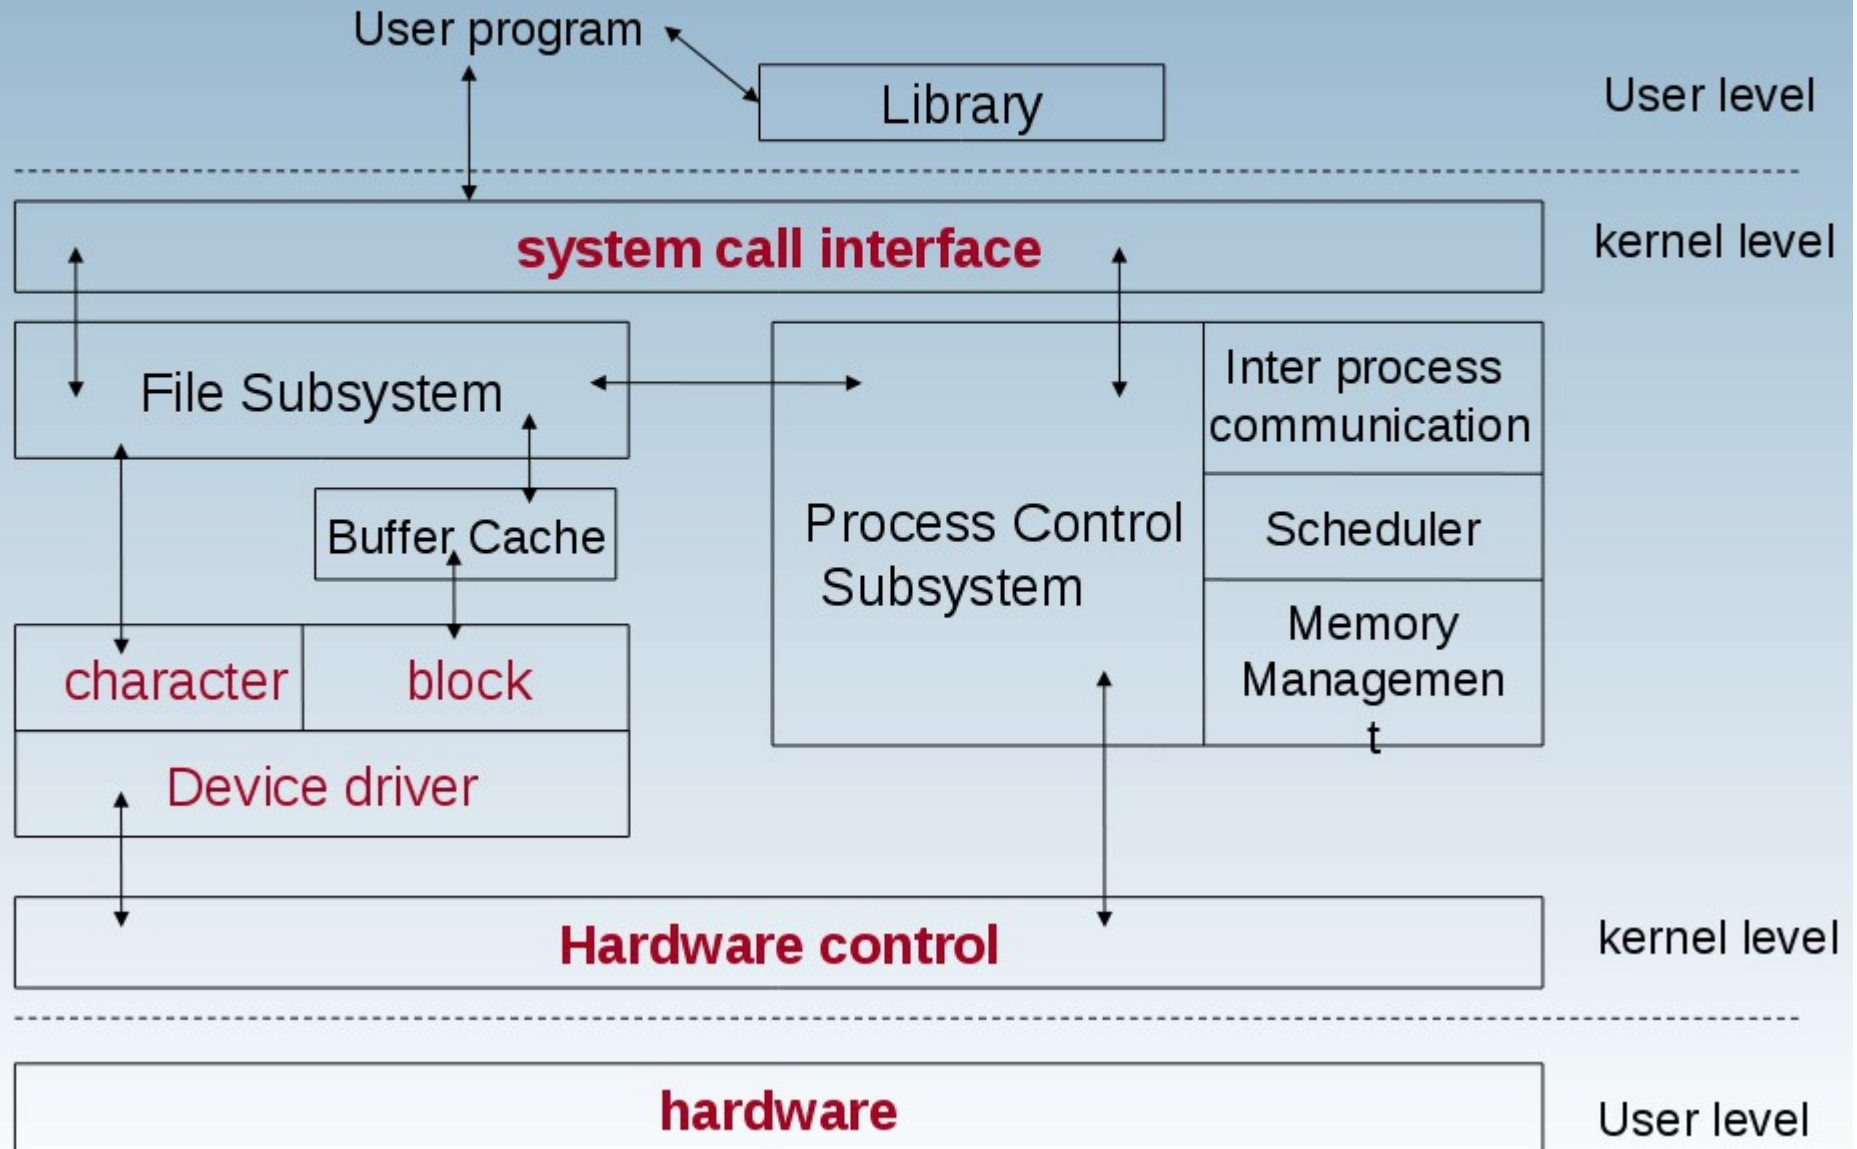 User program
Library
User level
system call interface
kernel level
File Subsystem
Inter process
communication
Buffer Cache
Process Control
Subsystem
Scheduler
Memory
Managemen
t
character
block
Device driver
Hardware control
kernel level
hardware
User level